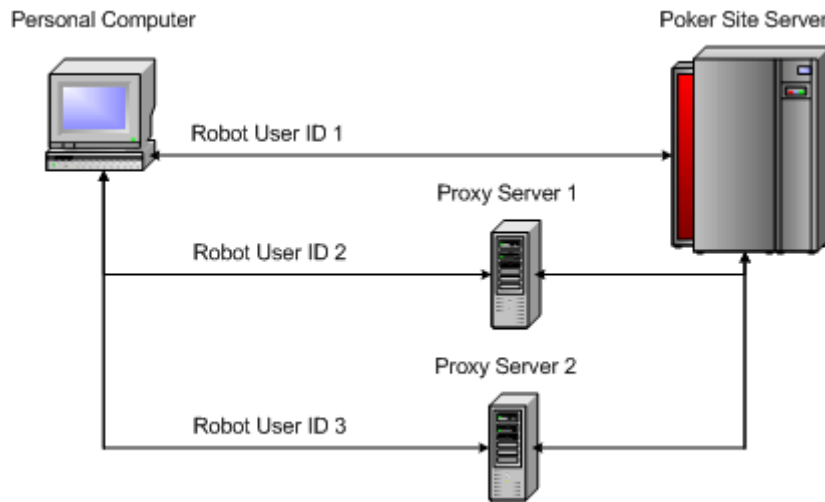 Personal Computer
Poker Site Server
Robot User ID 1
Proxy Server 1
Robot User ID 2
Proxy Server 2
Robot User ID 3